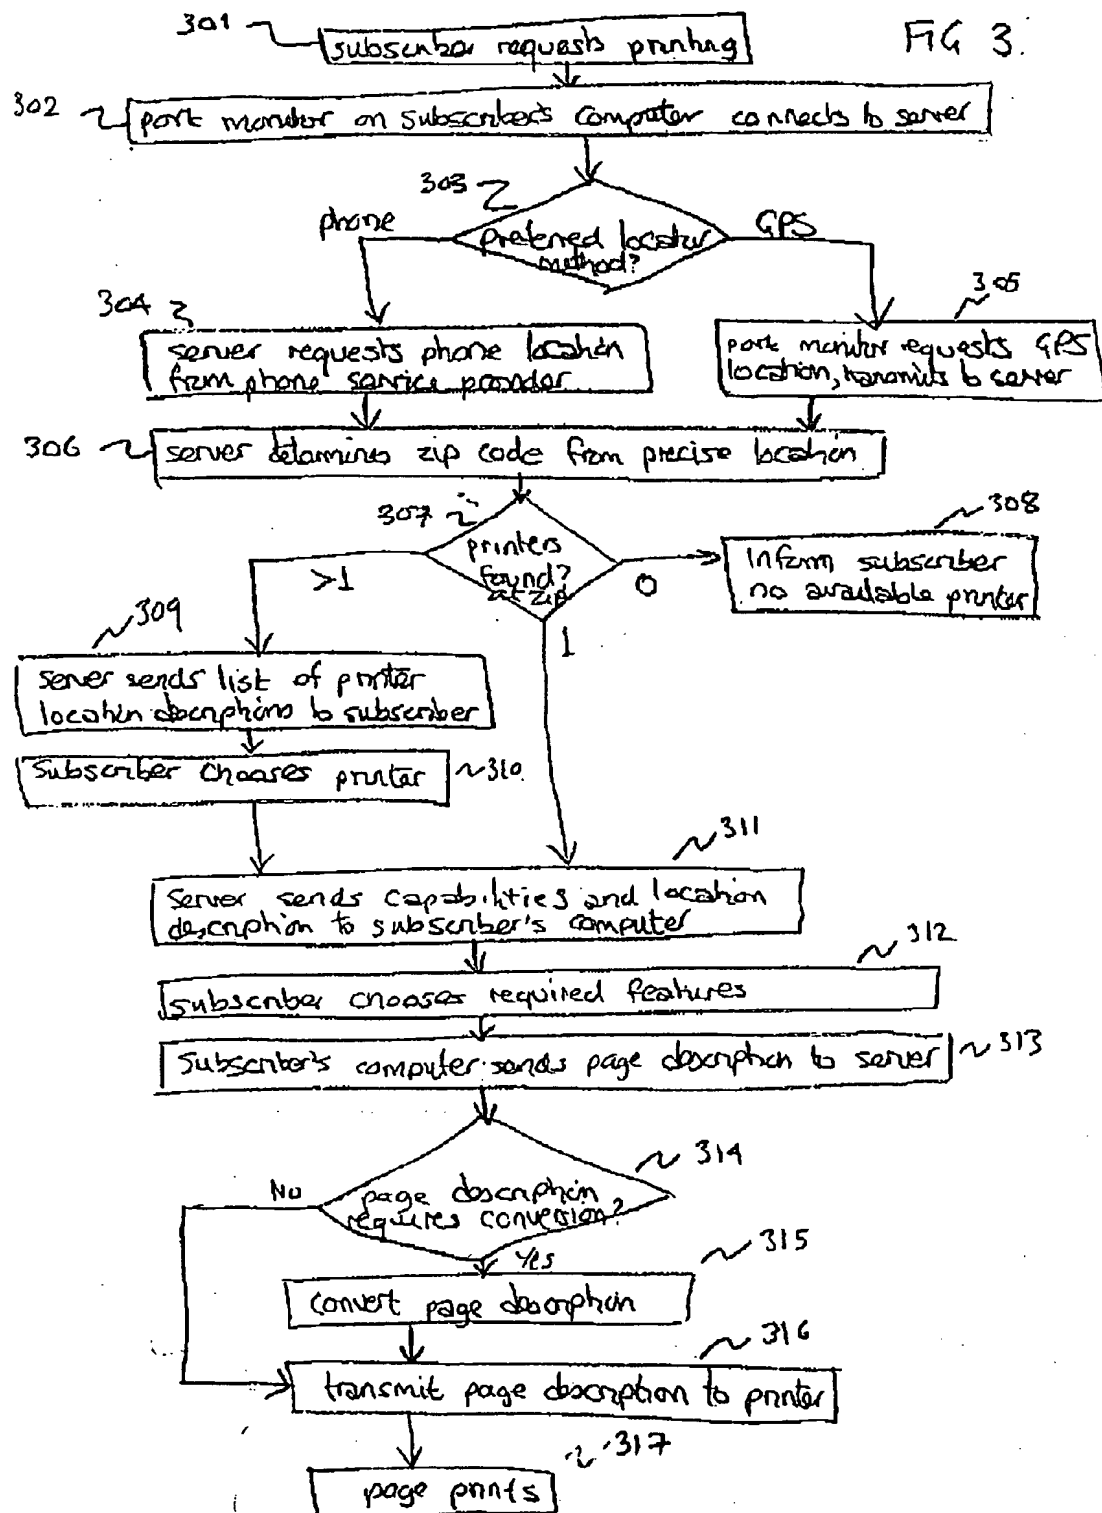 301
subscriber requests printing
FIG 3.
302
port monitor on subscriber's computer connects to server
303
phone
GPS
preferred locator
method?
304
305
server requests phone location
from phone service provider
port monitor requests GPS
location, transmits to server
306
server determines zip code from precise location
307
308
printers
found?
at zip
>1
0
1
Inform subscriber
no available printer
309
server sends list of printer
location descriptions to subscriber
subscriber chooses printer
310
311
server sends capabilities and location
description to subscriber's computer
312
subscriber chooses required features
subscriber's computer sends page description to server
313
314
No
page description
requires conversion?
Yes
315
convert page description
316
transmit page description to printer
317
page prints